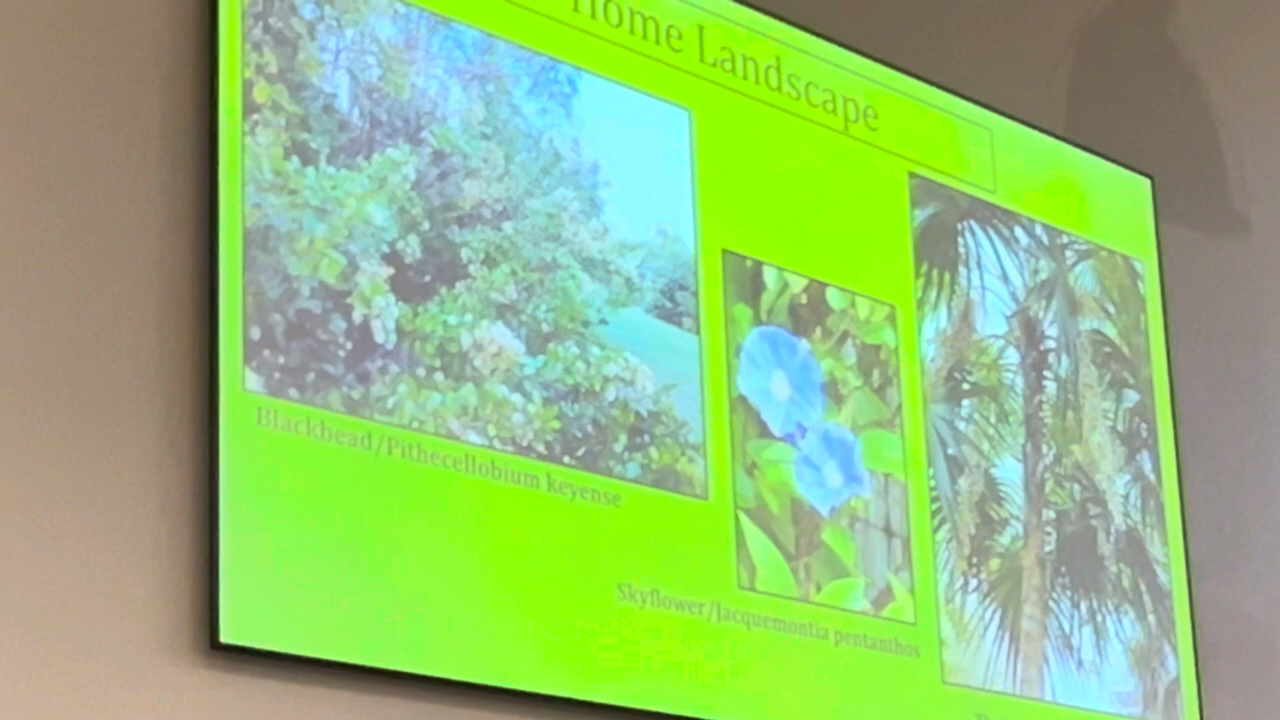 Home Landscape
Blackbead/Pithecellobium keyense
Skyflower/Jacquemontia pentanthos